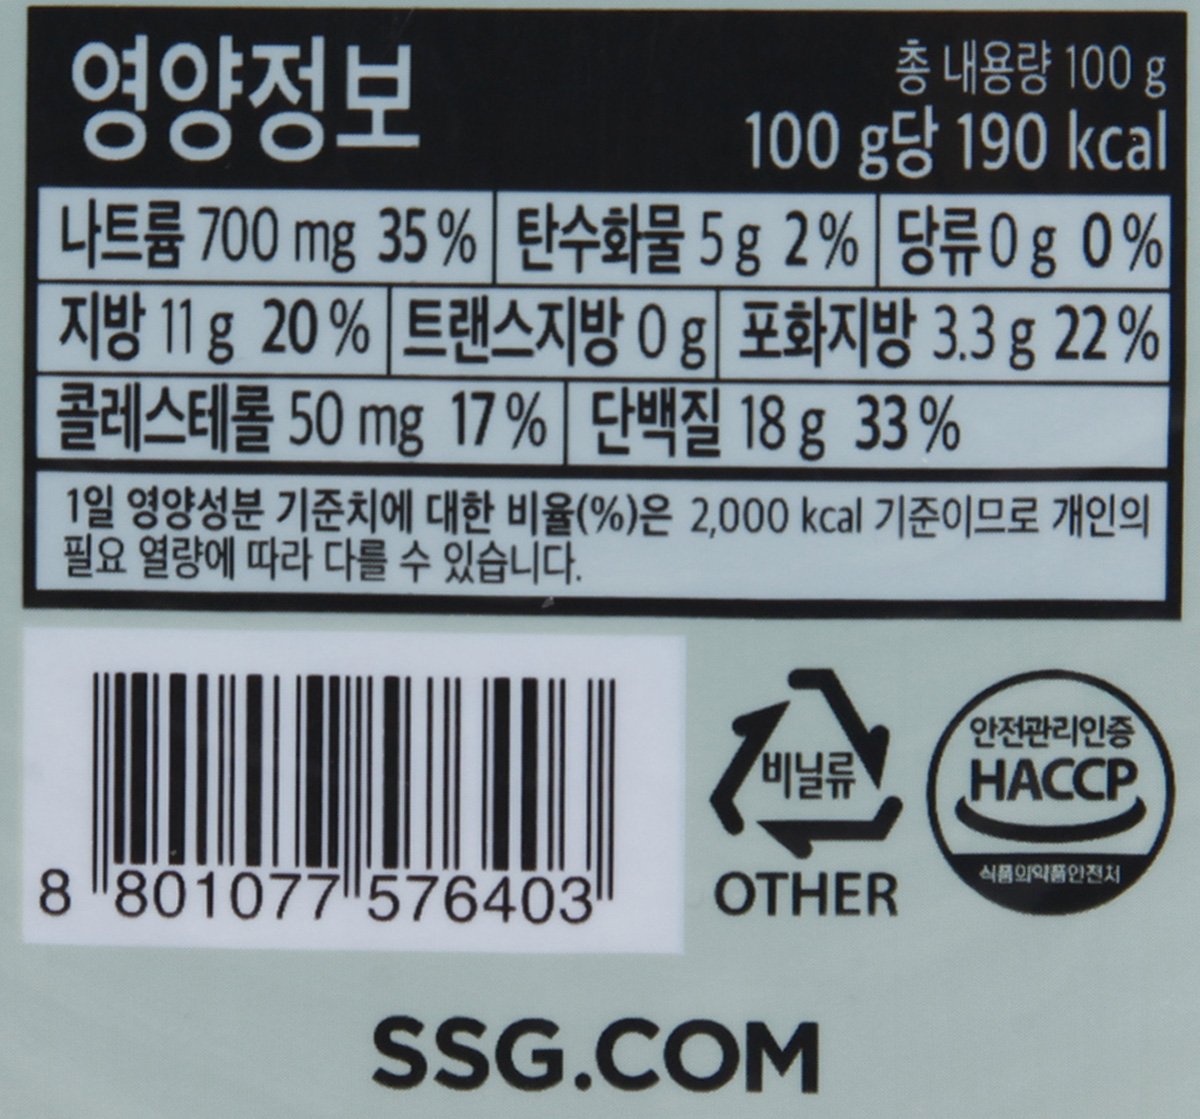 영양정보
총 내용량 100 g
100 g당 190 kcal
나트륨 700 mg 35 % 탄수화물 5 g 2 % 당류 0 g 0 %
지방 11 g 20 % 트랜스지방 0 g 포화지방 3.3 g 22 %
콜레스테롤 50 mg 17 % 단백질 18 g 33 %
1일 영양성분 기준치에 대한 비율(%)은 2,000 kcal 기준이므로 개인의
필요 열량에 따라 다를 수 있습니다.
비닐류
OTHER
안전관리인증
HACCP
식품의약품안전처
8 801077 576403
SSG.COM